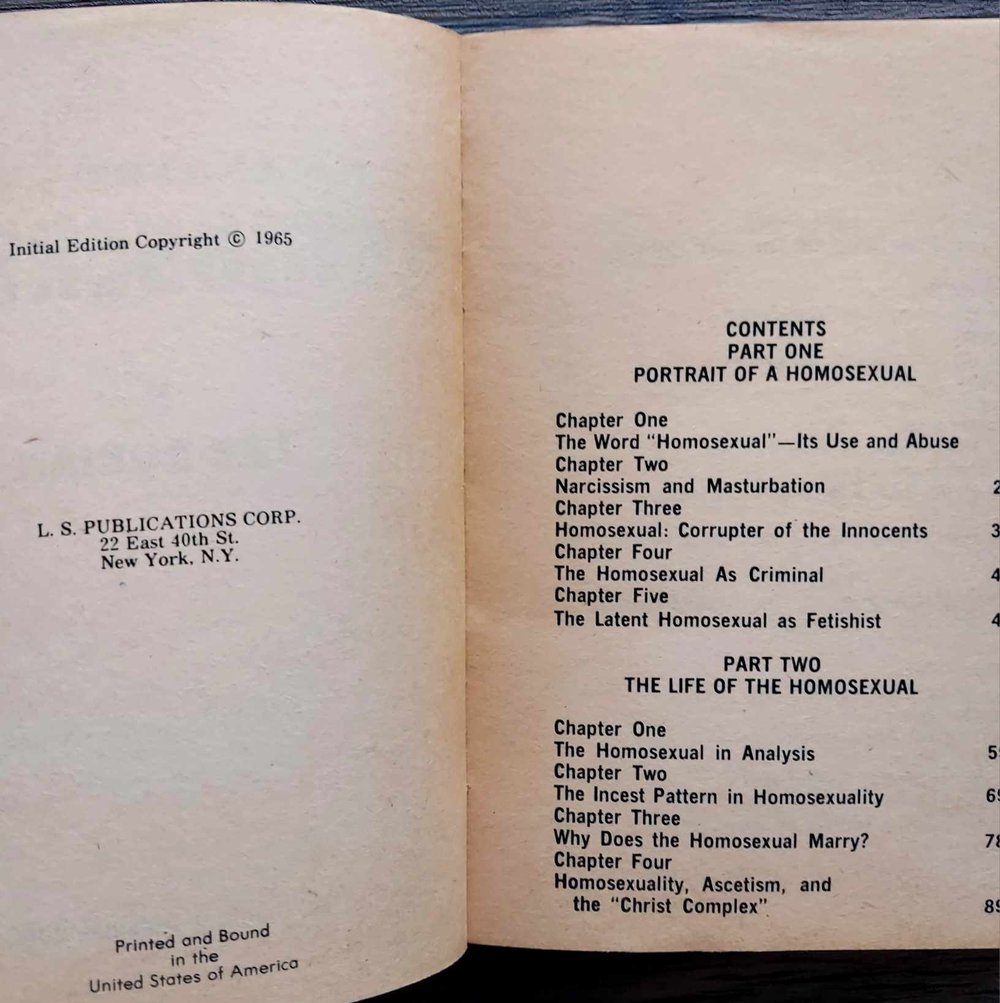 Initial Edition Copyright © 1965
L. S. PUBLICATIONS CORP.
22 East 40th St.
New York, N.Y.
Printed and Bound
in the
United States of America
CONTENTS
PART ONE
PORTRAIT OF A HOMOSEXUAL
Chapter One
The Word "Homosexual"—Its Use and Abuse
Chapter Two
Narcissism and Masturbation
Chapter Three
Homosexual: Corrupter of the Innocents
Chapter Four
The Homosexual As Criminal
Chapter Five
The Latent Homosexual as Fetishist
PART TWO
THE LIFE OF THE HOMOSEXUAL
Chapter One
The Homosexual in Analysis
Chapter Two
The Incest Pattern in Homosexuality 69
Chapter Three
Why Does the Homosexual Marry? 78
Chapter Four
Homosexuality, Ascetism, and
the "Christ Complex" 89